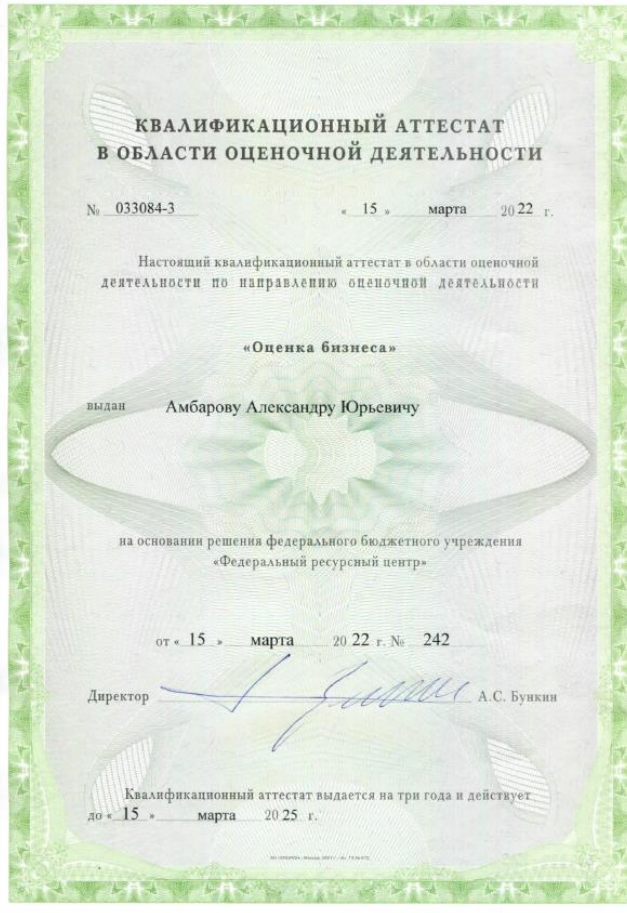 КВАЛИФИКАЦИОННЫЙ АТТЕСТАТ
В ОБЛАСТИ ОЦЕНОЧНОЙ ДЕЯТЕЛЬНОСТИ
№ 033084-3 « 15 » марта 20 22 г.
Настоящий квалификационный аттестат в области оценочной
деятельности по направлению оценочной деятельности
«Оценка бизнеса»
выдан Амбарову Александру Юрьевичу
на основании решения федерального бюджетного учреждения
«Федеральный ресурсный центр»
от « 15 » марта 20 22 г. № 242
Директор А.С. Бункин
Квалификационный аттестат выдается на три года и действует
до « 15 » марта 20 25 г.